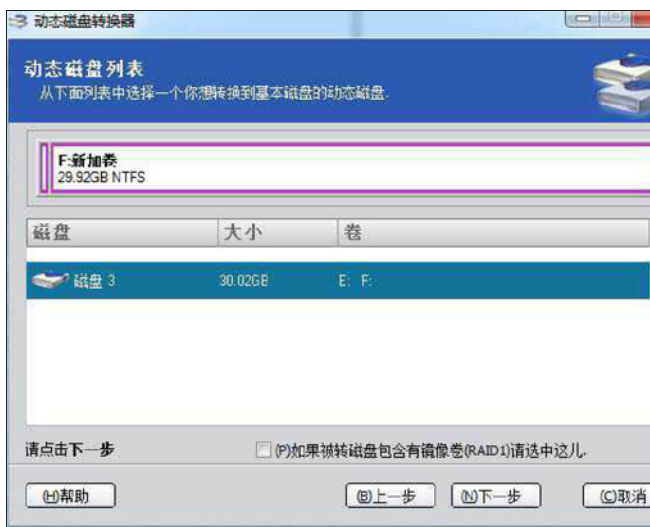 动态磁盘转换器
动态磁盘列表
从下面列表中选择一个你想转换到基本磁盘的动态磁盘.
F:新加卷
29.92GB NTFS
磁盘 大小 卷
磁盘 3 30.02GB E: F:
请点击下一步 (P)如果被转磁盘包含有镜像卷(RAID1)请选中这儿.
(H)帮助 (B)上一步 (N)下一步 (C)取消